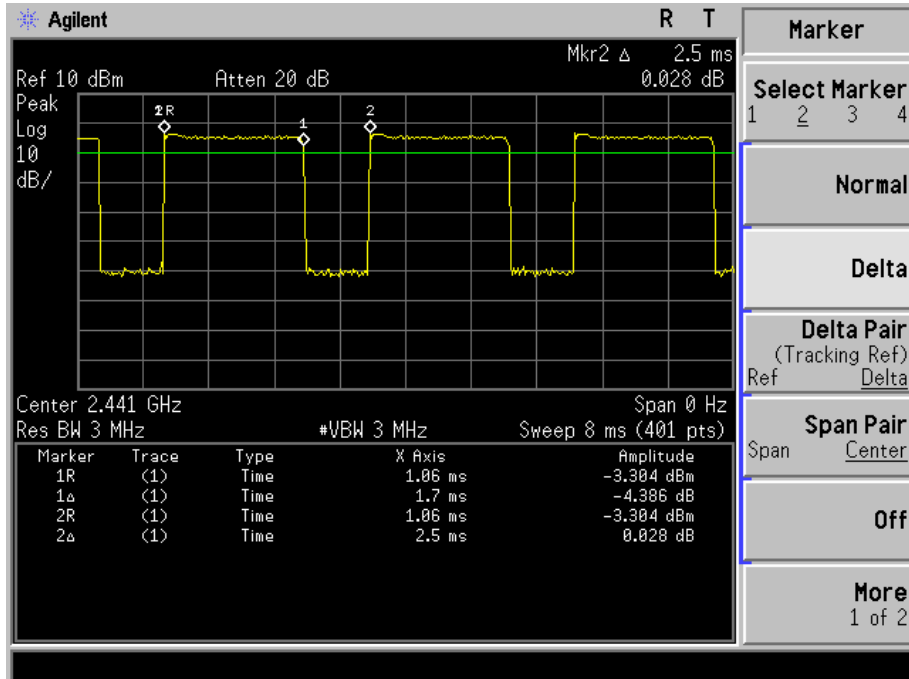 Agilent
R T
Marker
Mkr2 Δ 2.5 ms
Ref 10 dBm Atten 20 dB 0.028 dB
Peak
Log
10
dB/
1R
1
2
Select Marker
1 2 3 4
Normal
Delta
Delta Pair
(Tracking Ref)
Ref Delta
Center 2.441 GHz Span 0 Hz
Res BW 3 MHz #VBW 3 MHz Sweep 8 ms (401 pts)
Span Pair
Span Center
Marker Trace Type X Axis Amplitude
1R (1) Time 1.06 ms -3.304 dBm
1Δ (1) Time 1.7 ms -4.386 dB
2R (1) Time 1.06 ms -3.304 dBm
2Δ (1) Time 2.5 ms 0.028 dB
Off
More
1 of 2